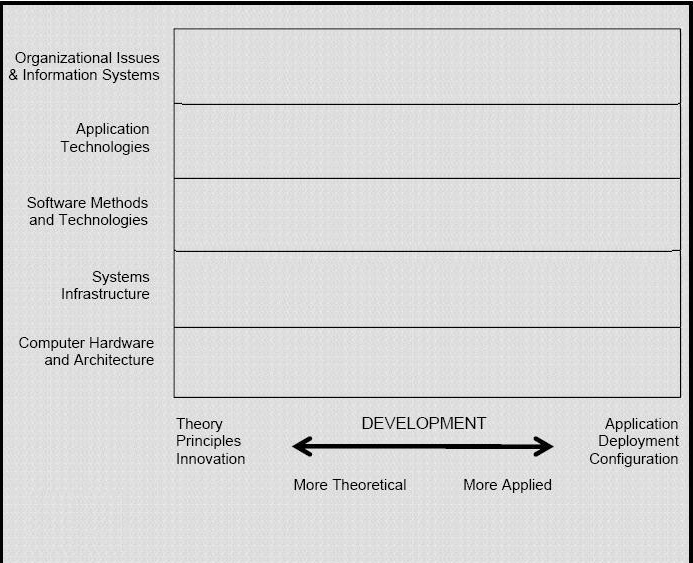 Organizational Issues
& Information Systems
Application
Technologies
Software Methods
and Technologies
Systems
Infrastructure
Computer Hardware
and Architecture
Theory
Principles
Innovation
DEVELOPMENT
Application
Deployment
Configuration
More Theoretical
More Applied